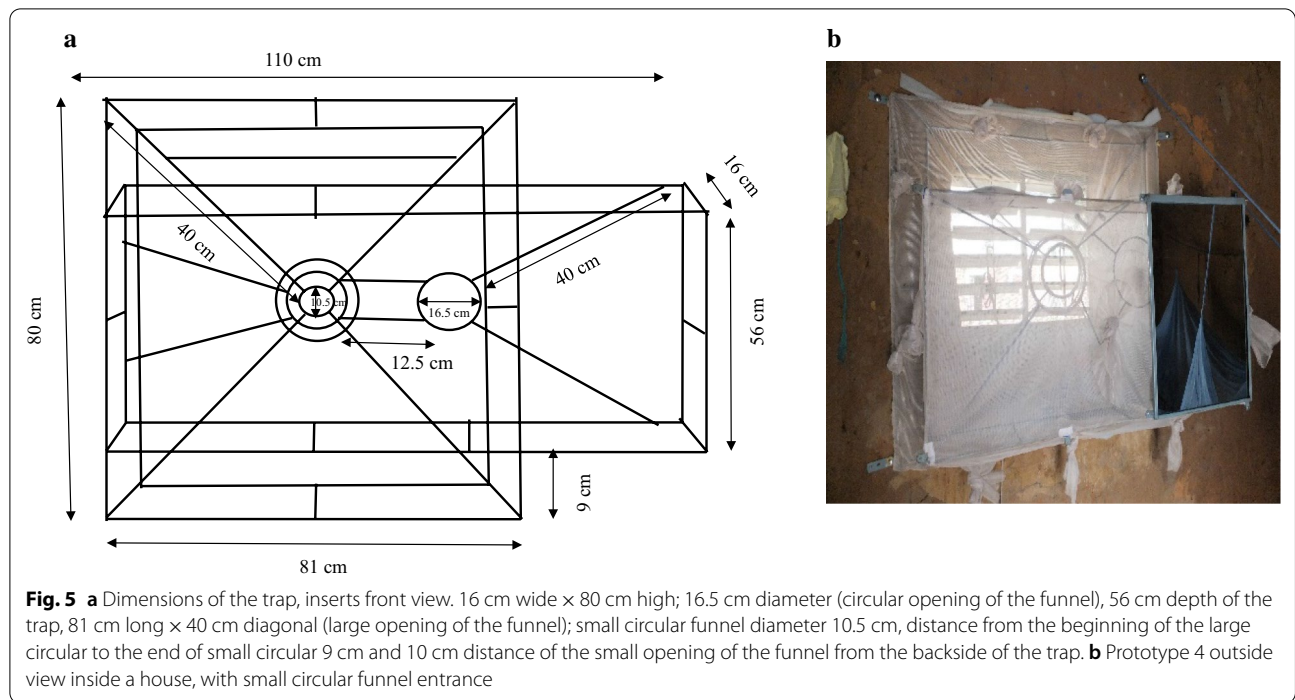 a
b
110 cm
16 cm
40 cm
40 cm
80 cm
10.5 cm
16.5 cm
56 cm
12.5 cm
9 cm
81 cm
Fig. 5 a Dimensions of the trap, inserts front view. 16 cm wide × 80 cm high; 16.5 cm diameter (circular opening of the funnel), 56 cm depth of the
trap, 81 cm long × 40 cm diagonal (large opening of the funnel); small circular funnel diameter 10.5 cm, distance from the beginning of the large
circular to the end of small circular 9 cm and 10 cm distance of the small opening of the funnel from the backside of the trap. b Prototype 4 outside
view inside a house, with small circular funnel entrance